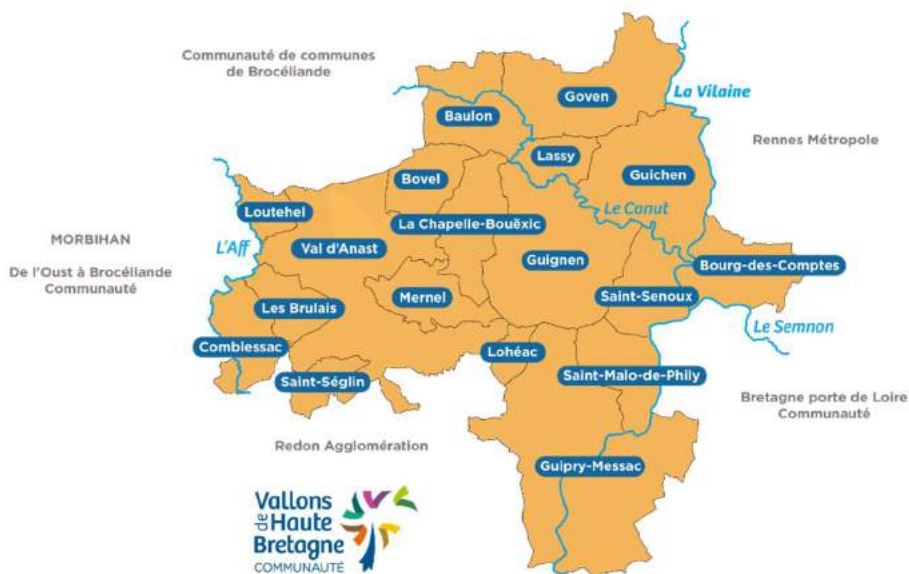 Communauté de communes
de Brocéliande
Goven
La Vilaine
Baulon
Rennes Métropole
Lassy
Bovel
Guichen
Le Canut
Loutehel
La Chapelle-Bouëxic
MORBIHAN
L'Aff
Val d'Anast
Guignen
Bourg-des-Comptes
De l'Oust à Brocéliande
Communauté
Mernel
Saint-Senoux
Les Brulais
Le Semnon
Comblessac
Lohéac
Saint-Séglin
Saint-Malo-de-Phily
Bretagne porte de Loire
Communauté
Redon Agglomération
Guipry-Messac
Vallons
de Haute
Bretagne
COMMUNAUTÉ